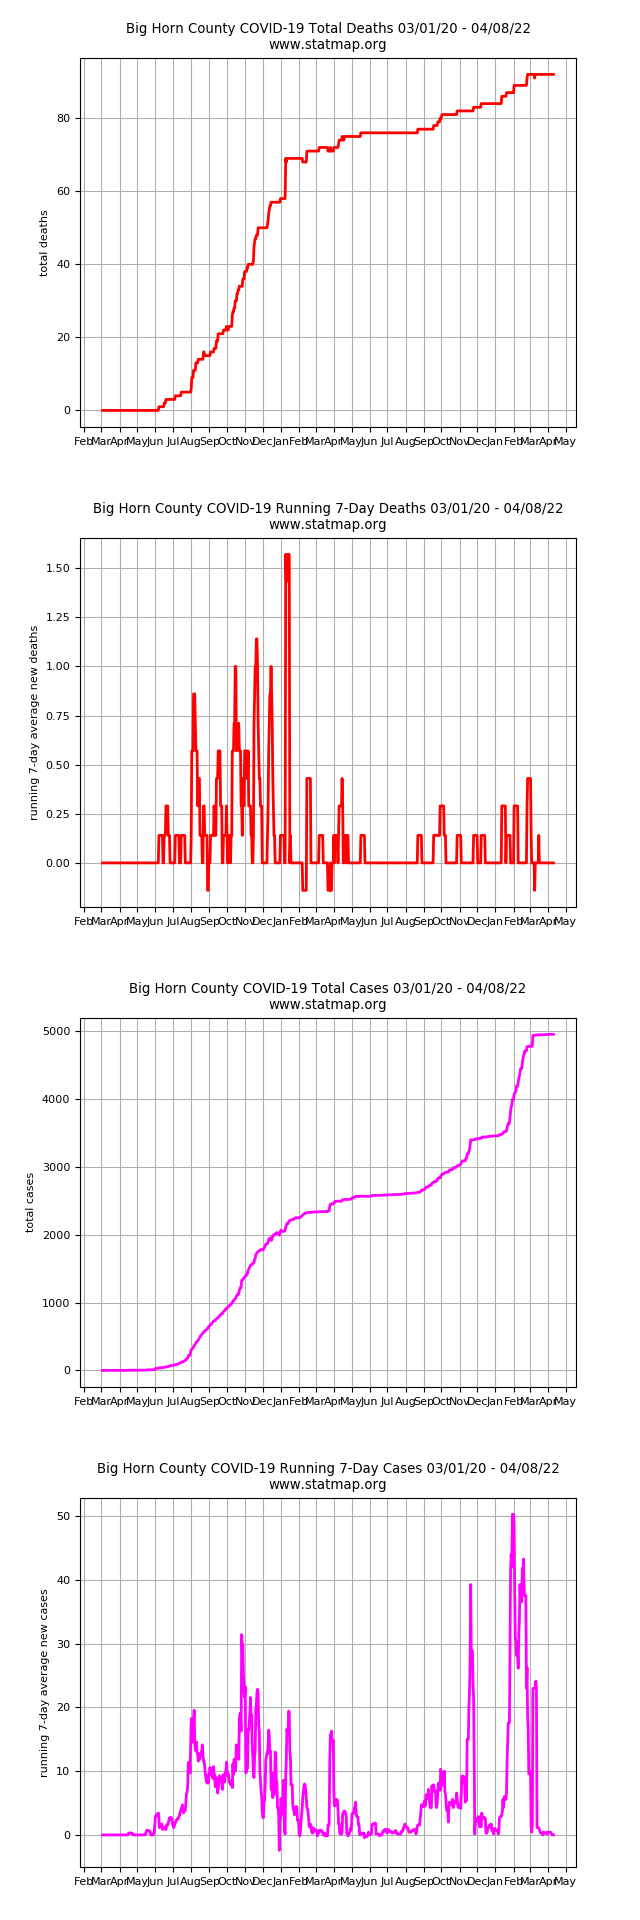 Big Horn County COVID-19 Total Deaths 03/01/20 - 04/08/22
www.statmap.org
80
60
40
20
0
total deaths
Feb Mar Apr May Jun Jul Aug Sep Oct Nov Dec Jan Feb Mar Apr May Jun Jul Aug Sep Oct Nov Dec Jan Feb Mar Apr May
Big Horn County COVID-19 Running 7-Day Deaths 03/01/20 - 04/08/22
www.statmap.org
1.50
1.25
1.00
0.75
0.50
0.25
0.00
running 7-day average new deaths
Feb Mar Apr May Jun Jul Aug Sep Oct Nov Dec Jan Feb Mar Apr May Jun Jul Aug Sep Oct Nov Dec Jan Feb Mar Apr May
Big Horn County COVID-19 Total Cases 03/01/20 - 04/08/22
www.statmap.org
5000
4000
3000
2000
1000
0
total cases
Feb Mar Apr May Jun Jul Aug Sep Oct Nov Dec Jan Feb Mar Apr May Jun Jul Aug Sep Oct Nov Dec Jan Feb Mar Apr May
Big Horn County COVID-19 Running 7-Day Cases 03/01/20 - 04/08/22
www.statmap.org
50
40
30
20
10
0
running 7-day average new cases
Feb Mar Apr May Jun Jul Aug Sep Oct Nov Dec Jan Feb Mar Apr May Jun Jul Aug Sep Oct Nov Dec Jan Feb Mar Apr May